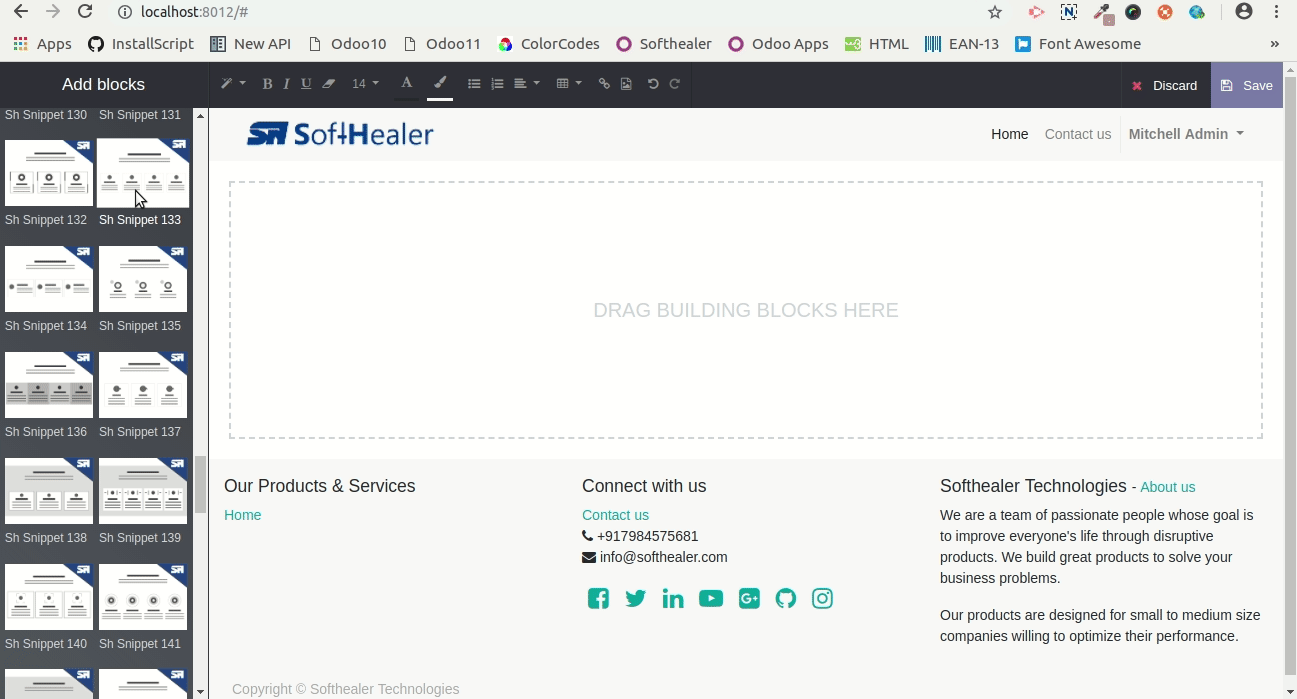 localhost:8012/#
Apps InstallScript New API Odoo10 Odoo11 ColorCodes Softhealer Odoo Apps HTML EAN-13 Font Awesome »
Add blocks
B I U 14 A
Discard Save
Sh Snippet 130 Sh Snippet 131
Sh Snippet 132 Sh Snippet 133
Sh Snippet 134 Sh Snippet 135
Sh Snippet 136 Sh Snippet 137
Sh Snippet 138 Sh Snippet 139
Sh Snippet 140 Sh Snippet 141
SoftHealer
Home Contact us Mitchell Admin
DRAG BUILDING BLOCKS HERE
Our Products & Services
Home
Connect with us
Contact us
+917984575681
info@softhealer.com
Softhealer Technologies - About us
We are a team of passionate people whose goal is
to improve everyone's life through disruptive
products. We build great products to solve your
business problems.
Our products are designed for small to medium size
companies willing to optimize their performance.
Copyright © Softhealer Technologies